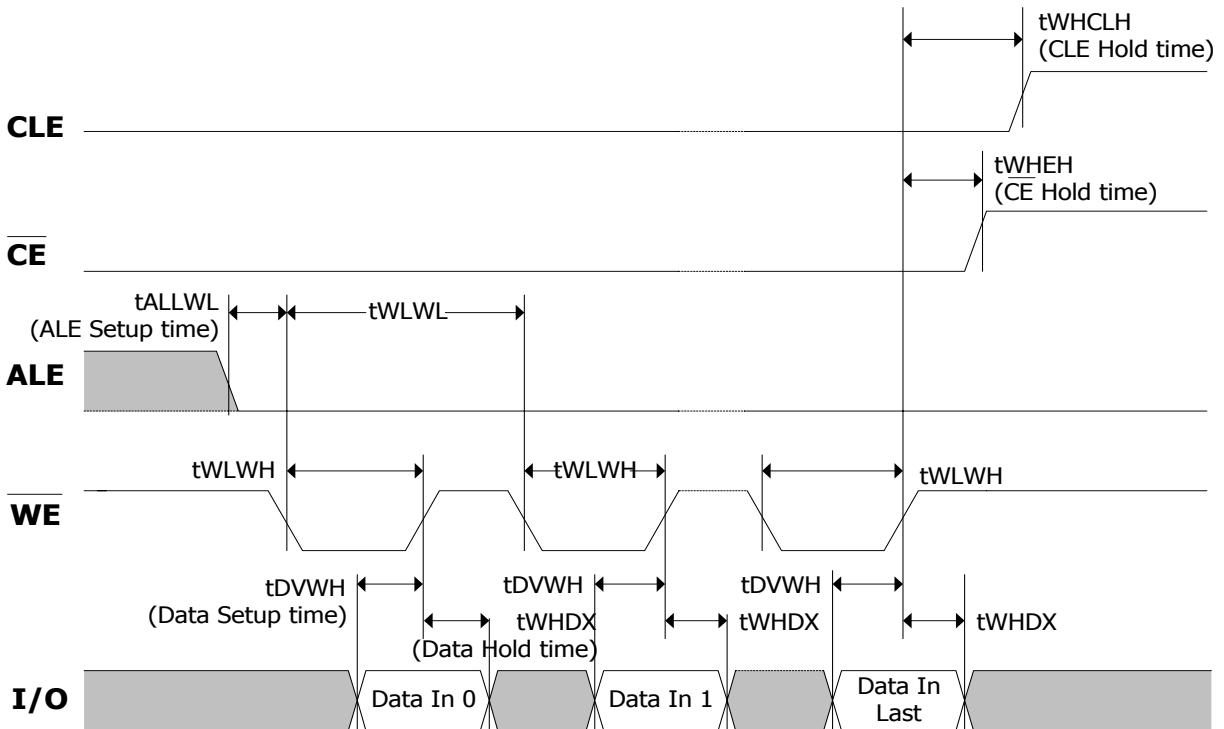 tWHCLH
(CLE Hold time)
CLE
tWHEH
(CE Hold time)
CE
tALLWL
(ALE Setup time)
tWLWL
ALE
tWLWH
tWLWH
tWLWH
WE
tDVWH
(Data Setup time)
tDVWH
tDVWH
tWHDX
(Data Hold time)
tWHDX
tWHDX
I/O
Data In 0
Data In 1
Data In
Last